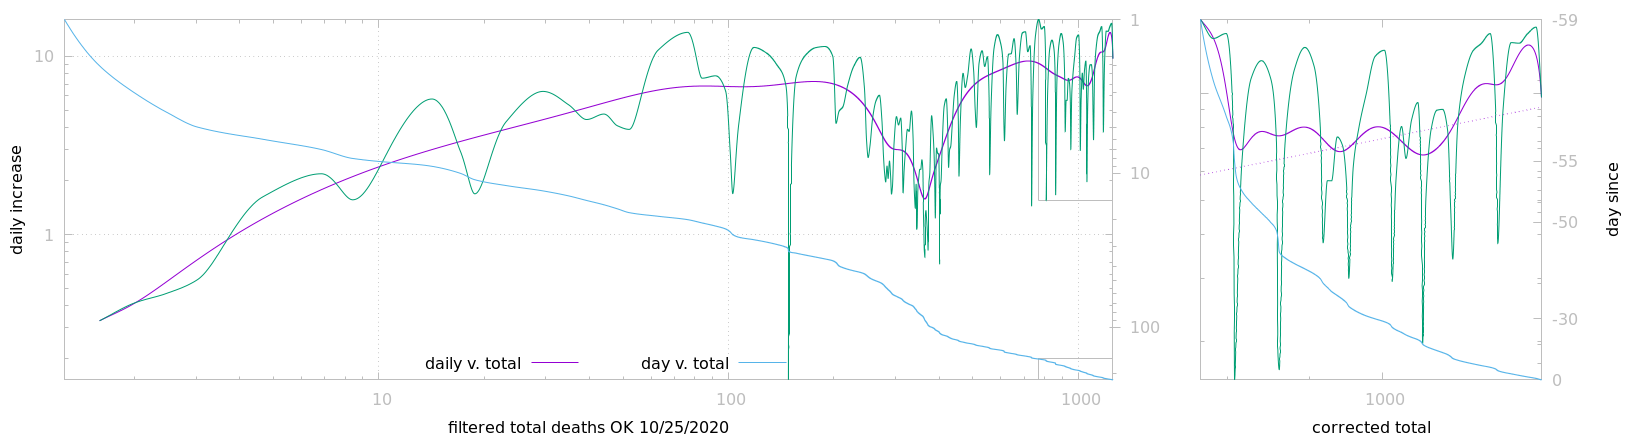 daily increase
10
1
10
100
1000
1
10
100
daily v. total
day v. total
filtered total deaths OK 10/25/2020
1000
-59
-55
-50
-30
0
day since
corrected total